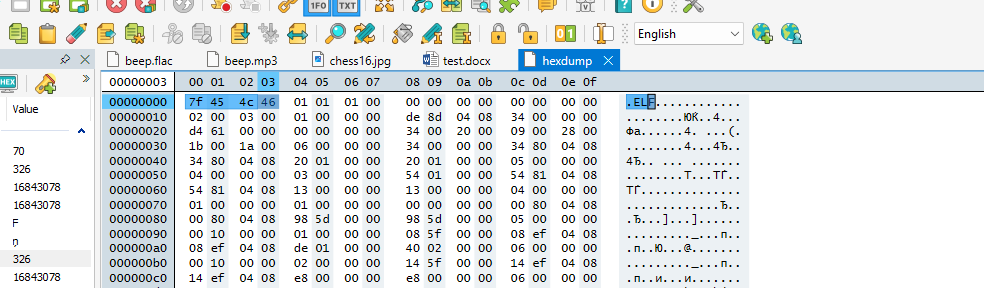 1FO TXT
01 English
beep.flac beep.mp3 chess16.jpg test.docx hexdump
HEX
Value
70
326
16843078
16843078
F
326
16843078
00000003 00 01 02 03 04 05 06 07 08 09 0a 0b 0c 0d 0e 0f
00000000 7f 45 4c 46 01 01 01 00 00 00 00 00 00 00 00 00 .ELF............
00000010 02 00 03 00 01 00 00 00 de 8d 04 08 34 00 00 00 ........ЮК..4...
00000020 d4 61 00 00 00 00 00 00 34 00 20 00 09 00 28 00 Фа......4. ...(.
00000030 1b 00 1a 00 06 00 00 00 34 00 00 00 34 80 04 08 ........4...4Ђ..
00000040 34 80 04 08 20 01 00 00 20 01 00 00 05 00 00 00 4Ђ.. ... .......
00000050 04 00 00 00 03 00 00 00 54 01 00 00 54 81 04 08 ........T...TЃ..
00000060 54 81 04 08 13 00 00 00 13 00 00 00 04 00 00 00 TЃ..............
00000070 01 00 00 00 01 00 00 00 00 00 00 00 00 80 04 08 .............Ђ..
00000080 00 80 04 08 98 5d 00 00 98 5d 00 00 05 00 00 00 .Ђ...]...]......
00000090 00 10 00 00 01 00 00 00 08 5f 00 00 08 ef 04 08 ........._...п..
000000a0 08 ef 04 08 de 01 00 00 40 02 00 00 06 00 00 00 .п..Ю...@.......
000000b0 00 10 00 00 02 00 00 00 14 5f 00 00 14 ef 04 08 ........._...п..
000000c0 14 ef 04 08 e8 00 00 00 e8 00 00 00 06 00 00 00 .п..и...и.......